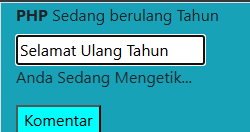 PHP Sedang berulang Tahun
Selamat Ulang Tahun
Anda Sedang Mengetik...
Komentar